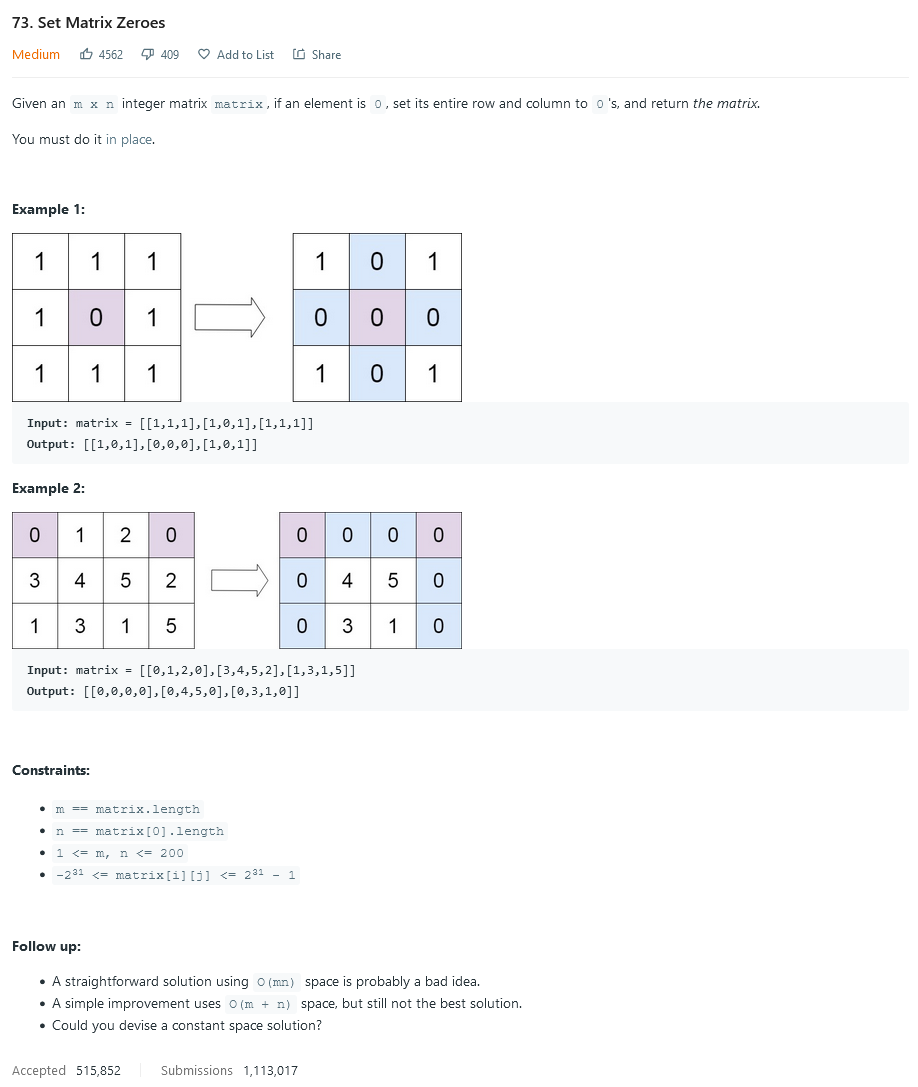 73. Set Matrix Zeroes
Medium 4562 409 Add to List Share
Given an m x n integer matrix matrix, if an element is 0, set its entire row and column to 0 's, and return the matrix.
You must do it in place.
Example 1:
1 1 1 1 0 1
1 0 1 0 0 0
1 1 1 1 0 1
Input: matrix = [[1,1,1],[1,0,1],[1,1,1]]
Output: [[1,0,1],[0,0,0],[1,0,1]]
Example 2:
0 1 2 0 0 0 0 0
3 4 5 2 0 4 5 0
1 3 1 5 0 3 1 0
Input: matrix = [[0,1,2,0],[3,4,5,2],[1,3,1,5]]
Output: [[0,0,0,0],[0,4,5,0],[0,3,1,0]]
Constraints:
• m == matrix.length
• n == matrix[0].length
• 1 <= m, n <= 200
• -2³¹ <= matrix[i][j] <= 2³¹ - 1
Follow up:
• A straightforward solution using O(mn) space is probably a bad idea.
• A simple improvement uses O(m + n) space, but still not the best solution.
• Could you devise a constant space solution?
Accepted 515,852 Submissions 1,113,017